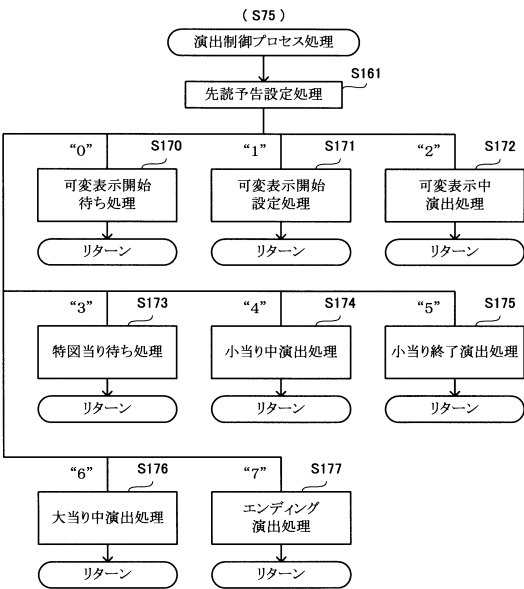 (S75)
演出制御プロセス処理
S161
先読予告設定処理
“0”
S170
“1”
S171
“2”
S172
可変表示開始
待ち処理
可変表示開始
設定処理
可変表示中
演出処理
リターン
リターン
リターン
“3”
S173
“4”
S174
“5”
S175
特図当り待ち処理
小当り中演出処理
小当り終了演出処理
リターン
リターン
リターン
“6”
S176
“7”
S177
大当り中演出処理
エンディング
演出処理
リターン
リターン